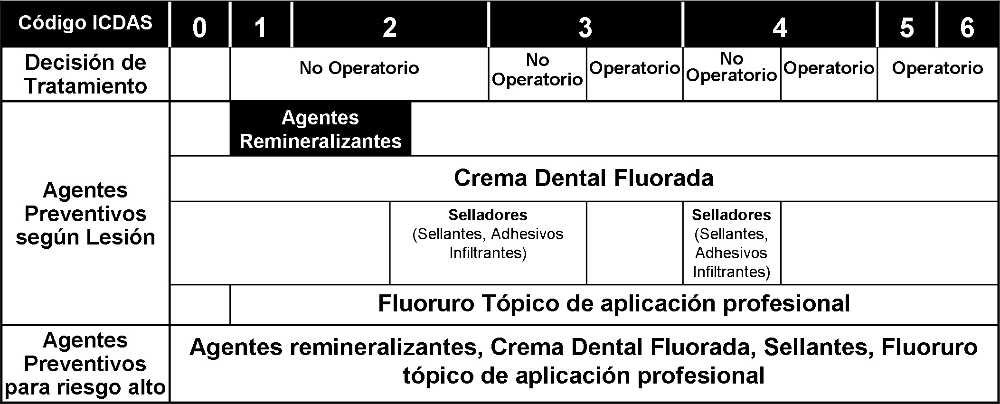 Código ICDAS
0
1
2
3
4
5
6
Decisión de
Tratamiento
No Operatorio
No
Operatorio
Operatorio
No
Operatorio
Operatorio
Operatorio
Agentes
Preventivos
según Lesión
Agentes
Remineralizantes
Crema Dental Fluorada
Selladores
(Sellantes, Adhesivos
Infiltrantes)
Selladores
(Sellantes,
Adhesivos
Infiltrantes)
Fluoruro Tópico de aplicación profesional
Agentes
Preventivos
para riesgo alto
Agentes remineralizantes, Crema Dental Fluorada, Sellantes, Fluoruro
tópico de aplicación profesional